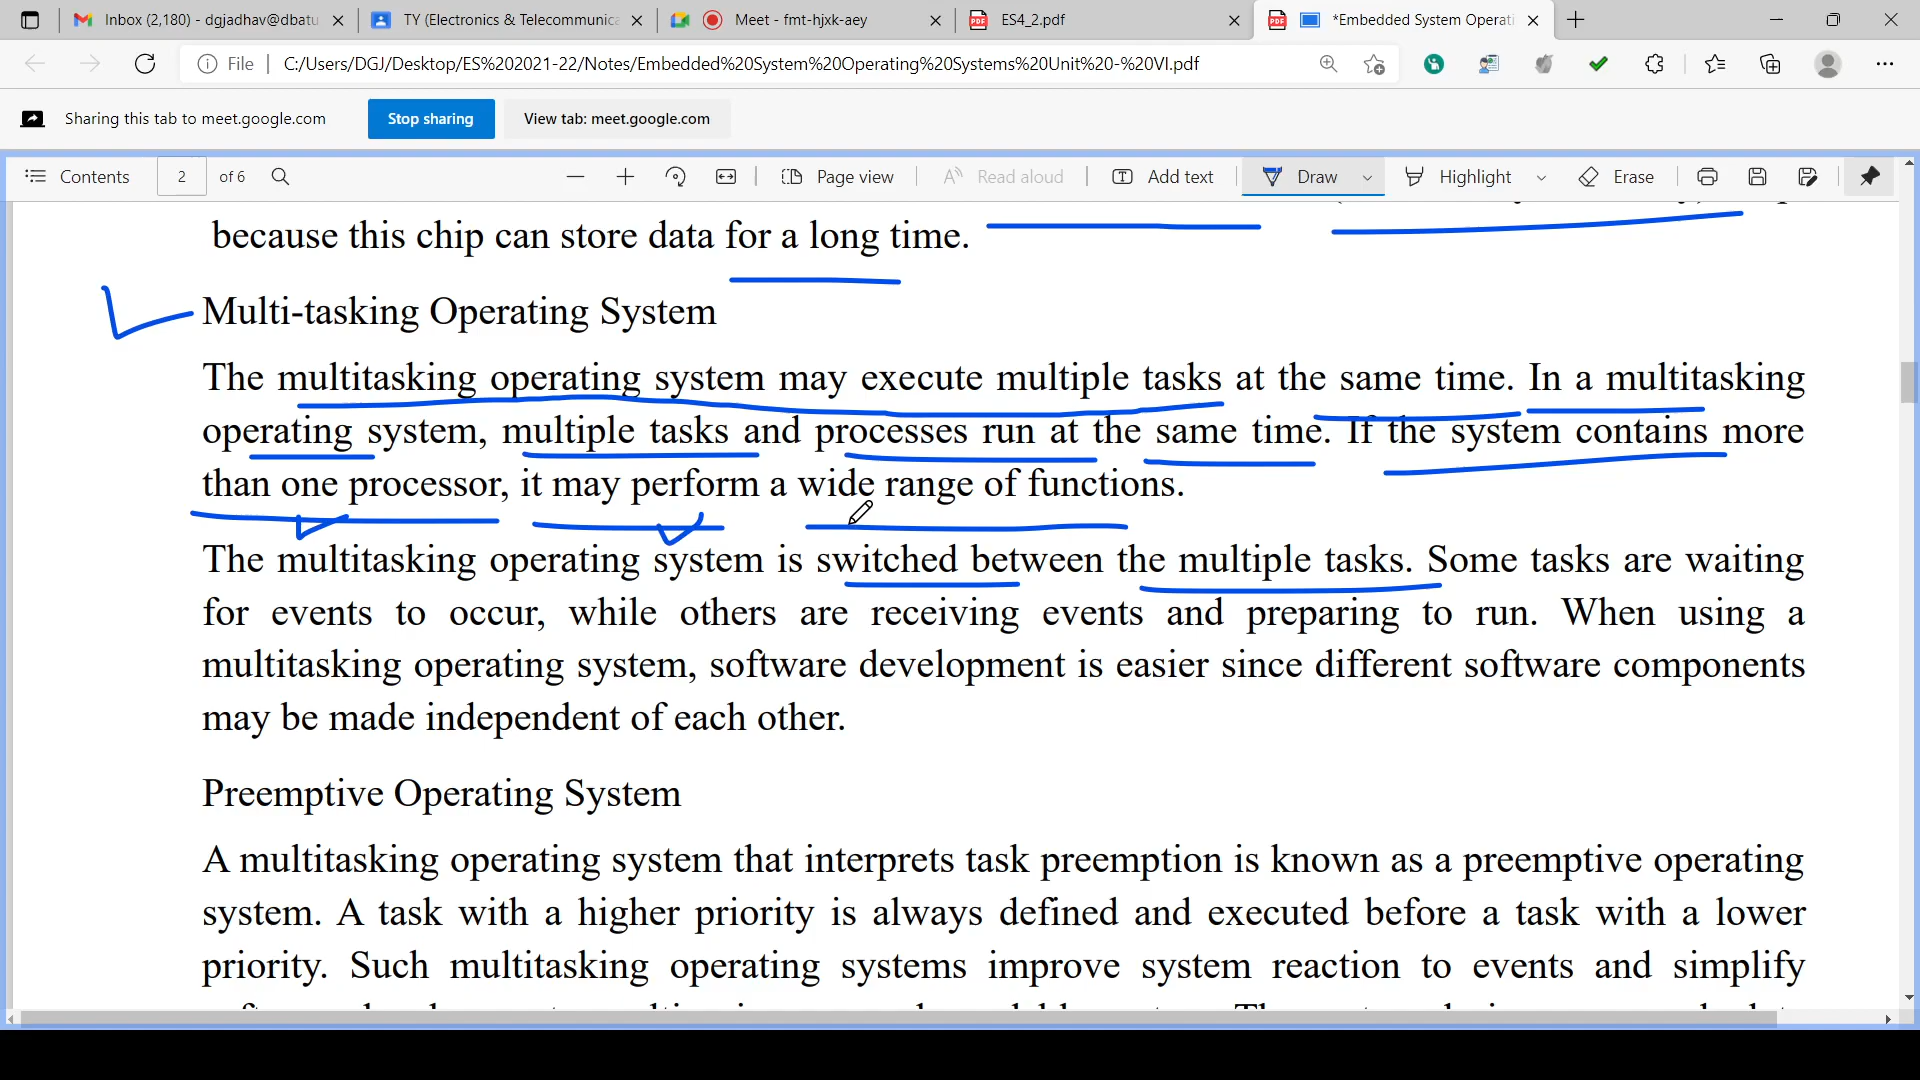 Inbox (2,180) - dgjadhav@dbatu
TY (Electronics & Telecommunica
Meet - fmt-hjxk-aey
ES4_2.pdf
*Embedded System Operati
File
C:/Users/DGJ/Desktop/ES%202021-22/Notes/Embedded%20System%20Operating%20Systems%20Unit%20-%20VI.pdf
Sharing this tab to meet.google.com
Stop sharing
View tab: meet.google.com
Contents
2
of 6
Page view
Read aloud
Add text
Draw
Highlight
Erase
because this chip can store data for a long time.
Multi-tasking Operating System
The multitasking operating system may execute multiple tasks at the same time. In a multitasking
operating system, multiple tasks and processes run at the same time. If the system contains more
than one processor, it may perform a wide range of functions.
The multitasking operating system is switched between the multiple tasks. Some tasks are waiting
for events to occur, while others are receiving events and preparing to run. When using a
multitasking operating system, software development is easier since different software components
may be made independent of each other.
Preemptive Operating System
A multitasking operating system that interprets task preemption is known as a preemptive operating
system. A task with a higher priority is always defined and executed before a task with a lower
priority. Such multitasking operating systems improve system reaction to events and simplify